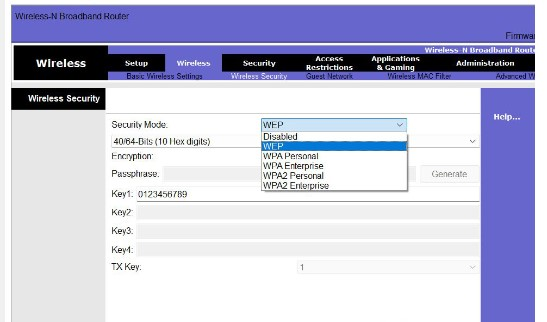 Wireless-N Broadband Router
Firmwa
Wireless-N Broadband Route
Wireless
Setup Wireless Security Access Restrictions Applications & Gaming Administration
Basic Wireless Settings Wireless Security Guest Network Wireless MAC Filter Advanced W
Wireless Security
Help...
Security Mode: WEP
Disabled
40/64-Bits (10 Hex digits)
WEP
Encryption:
WPA Personal
WPA Enterprise
Passphrase:
WPA2 Personal
Generate
WPA2 Enterprise
Key1: 0123456789
Key2:
Key3:
Key4:
TX Key: 1